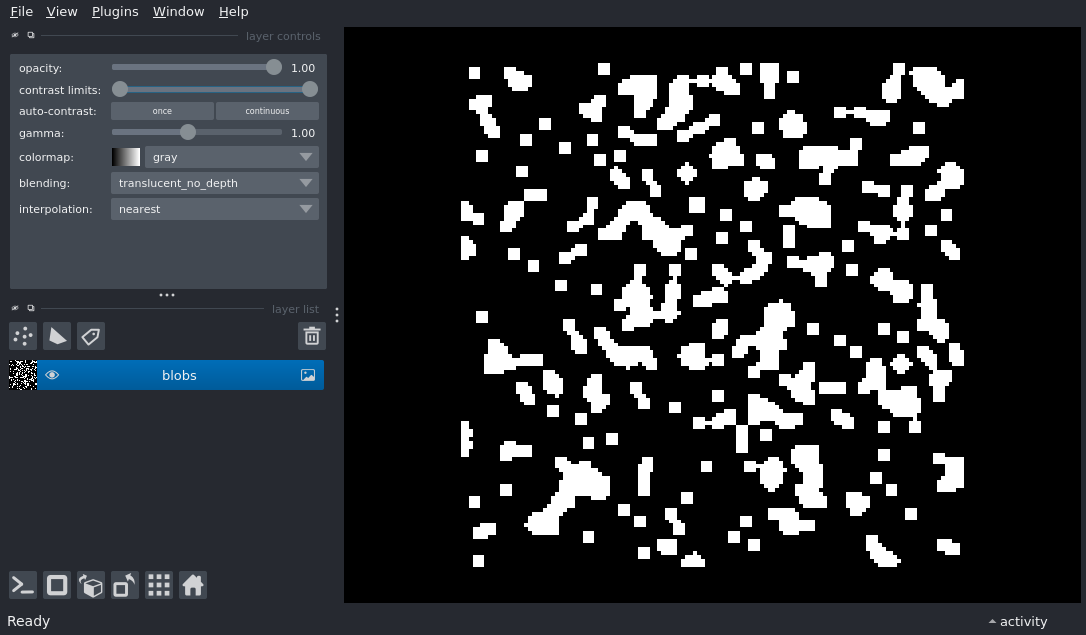 File View Plugins Window Help
layer controls
opacity: 1.00
contrast limits:
auto-contrast: once continuous
gamma: 1.00
colormap: gray
blending: translucent_no_depth
interpolation: nearest
layer list
blobs
Ready activity